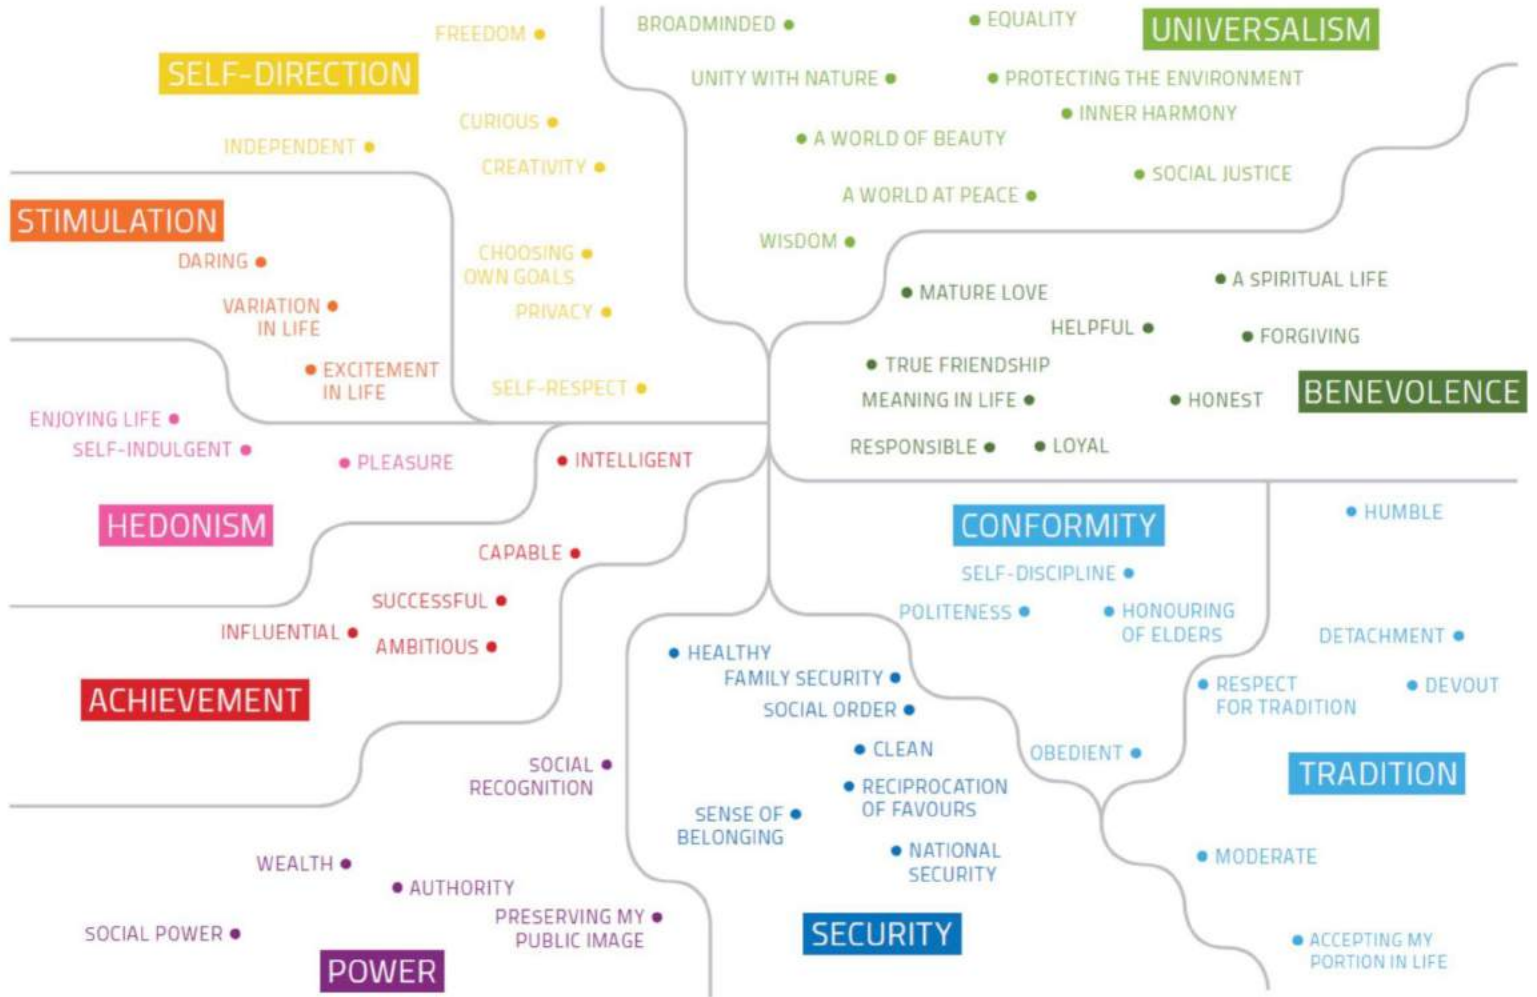 FREEDOM
SELF-DIRECTION
CURIOUS
INDEPENDENT
CREATIVITY
CHOOSING
OWN GOALS
PRIVACY
SELF-RESPECT
BROADMINDED
EQUALITY
UNIVERSALISM
UNITY WITH NATURE
PROTECTING THE ENVIRONMENT
INNER HARMONY
A WORLD OF BEAUTY
SOCIAL JUSTICE
A WORLD AT PEACE
WISDOM
STIMULATION
DARING
VARIATION
IN LIFE
EXCITEMENT
IN LIFE
MATURE LOVE
A SPIRITUAL LIFE
HELPFUL
FORGIVING
TRUE FRIENDSHIP
MEANING IN LIFE
HONEST
BENEVOLENCE
RESPONSIBLE
LOYAL
ENJOYING LIFE
SELF-INDULGENT
PLEASURE
HEDONISM
INTELLIGENT
CAPABLE
SUCCESSFUL
INFLUENTIAL
AMBITIOUS
ACHIEVEMENT
CONFORMITY
SELF-DISCIPLINE
POLITENESS
HONOURING
OF ELDERS
OBEDIENT
HUMBLE
DETACHMENT
RESPECT
FOR TRADITION
DEVOUT
TRADITION
MODERATE
ACCEPTING MY
PORTION IN LIFE
HEALTHY
FAMILY SECURITY
SOCIAL ORDER
CLEAN
RECIPROCATION
OF FAVOURS
SENSE OF
BELONGING
NATIONAL
SECURITY
SECURITY
SOCIAL
RECOGNITION
WEALTH
AUTHORITY
PRESERVING MY
PUBLIC IMAGE
SOCIAL POWER
POWER